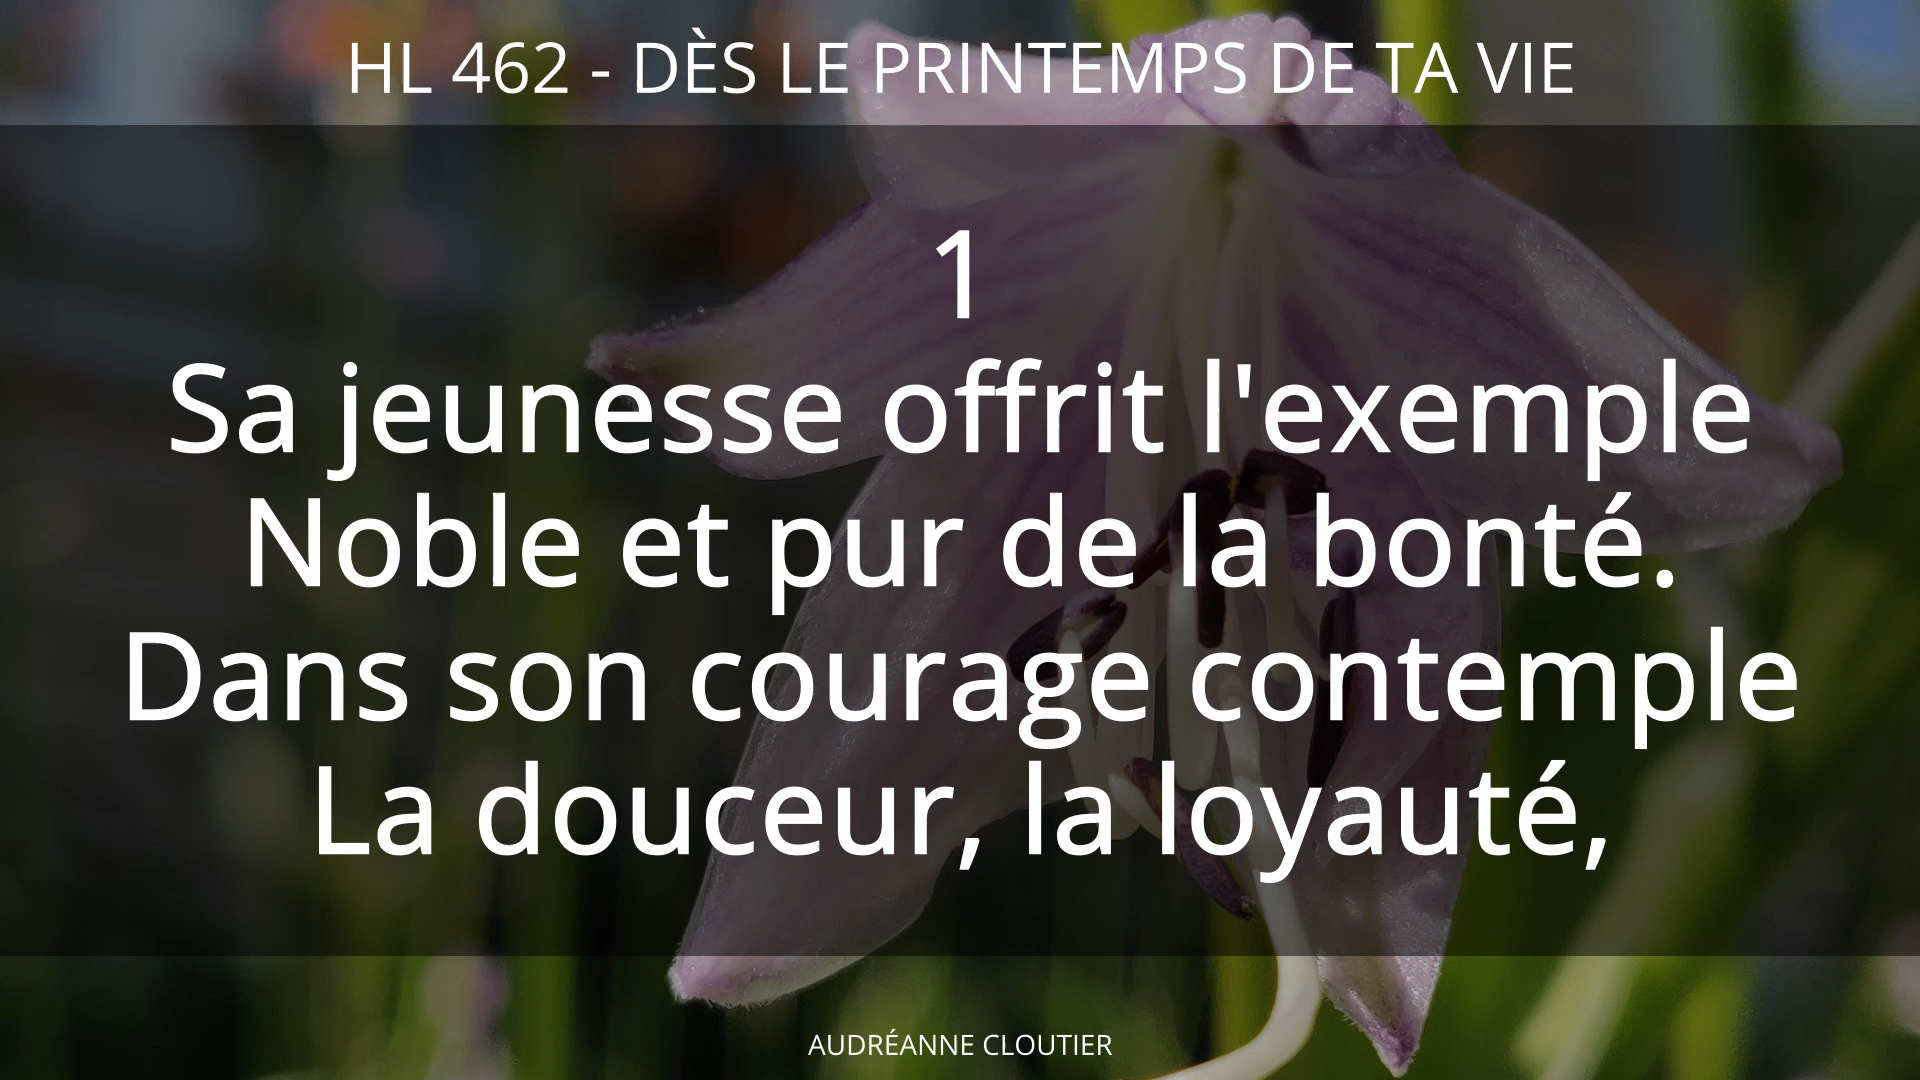 HL 462 - DÈS LE PRINTEMPS DE TA VIE
1
Sa jeunesse offrit l'exemple
Noble et pur de la bonté.
Dans son courage contemple
La douceur, la loyauté,
AUDRÉANNE CLOUTIER